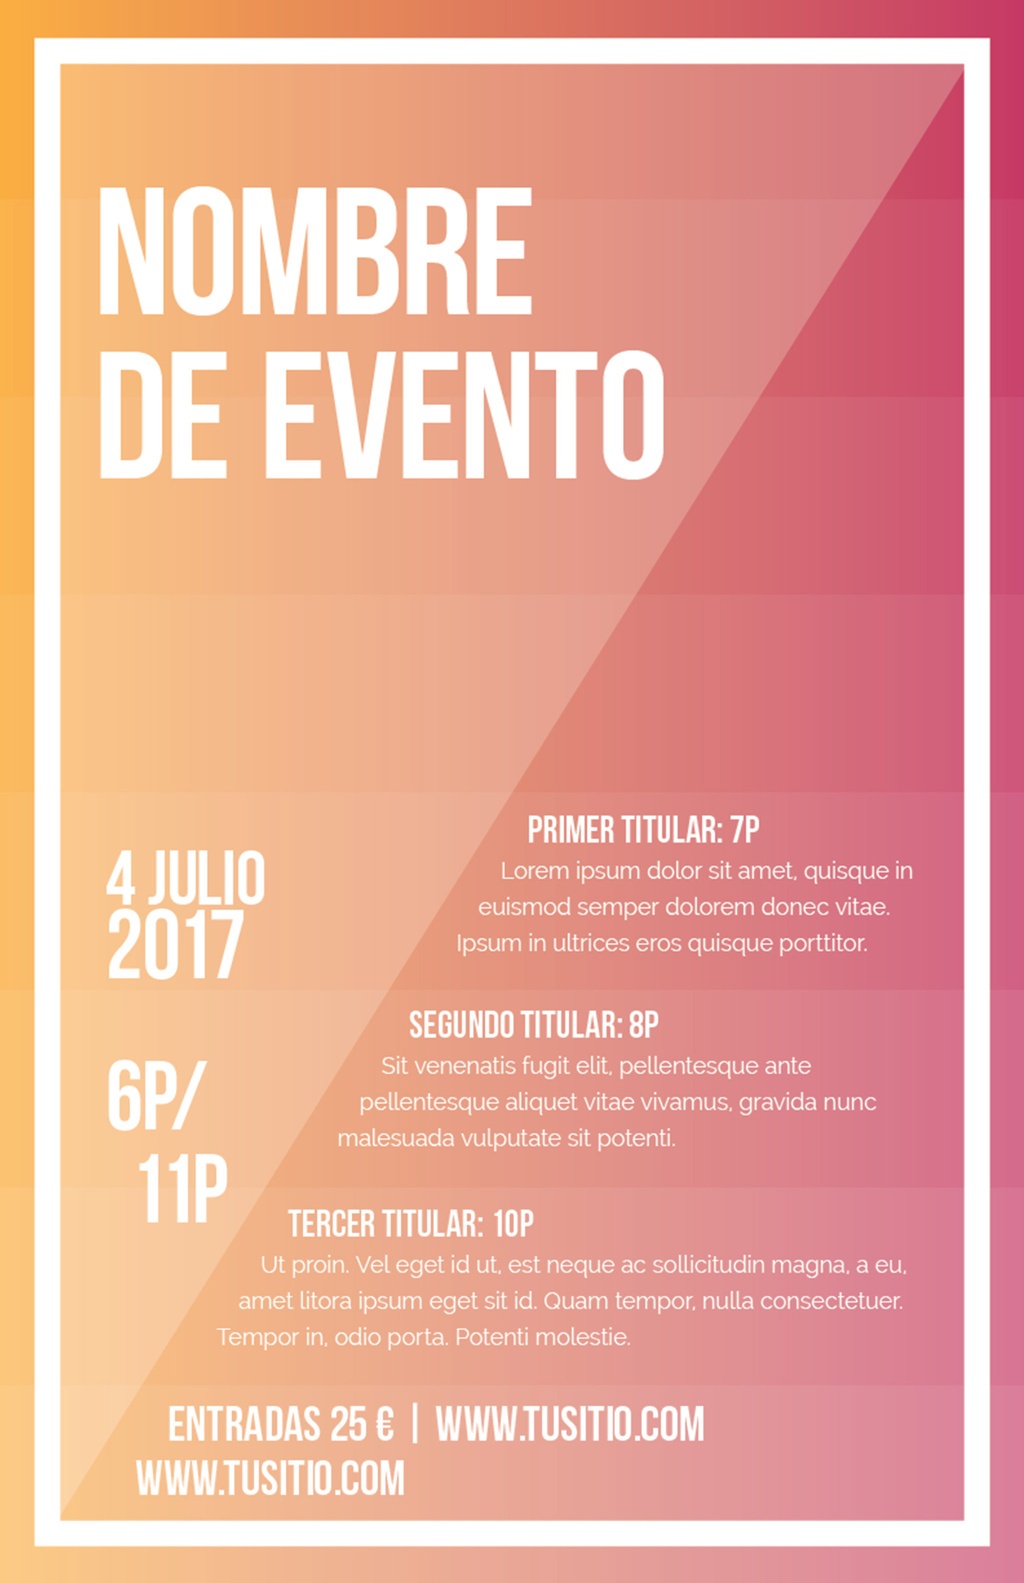 NOMBRE
DE EVENTO
4 JULIO
2017
6P/
11P
PRIMER TITULAR: 7P
Lorem ipsum dolor sit amet, quisque in
euismod semper dolorem donec vitae.
Ipsum in ultrices eros quisque porttitor.
SEGUNDO TITULAR: 8P
Sit venenatis fugit elit, pellentesque ante
pellentesque aliquet vitae vivamus, gravida nunc
malesuada vulputate sit potenti.
TERCER TITULAR: 10P
Ut proin. Vel eget id ut, est neque ac sollicitudin magna, a eu,
amet litora ipsum eget sit id. Quam tempor, nulla consectetuer.
Tempor in, odio porta. Potenti molestie.
ENTRADAS 25 € | WWW.TUSITIO.COM
WWW.TUSITIO.COM